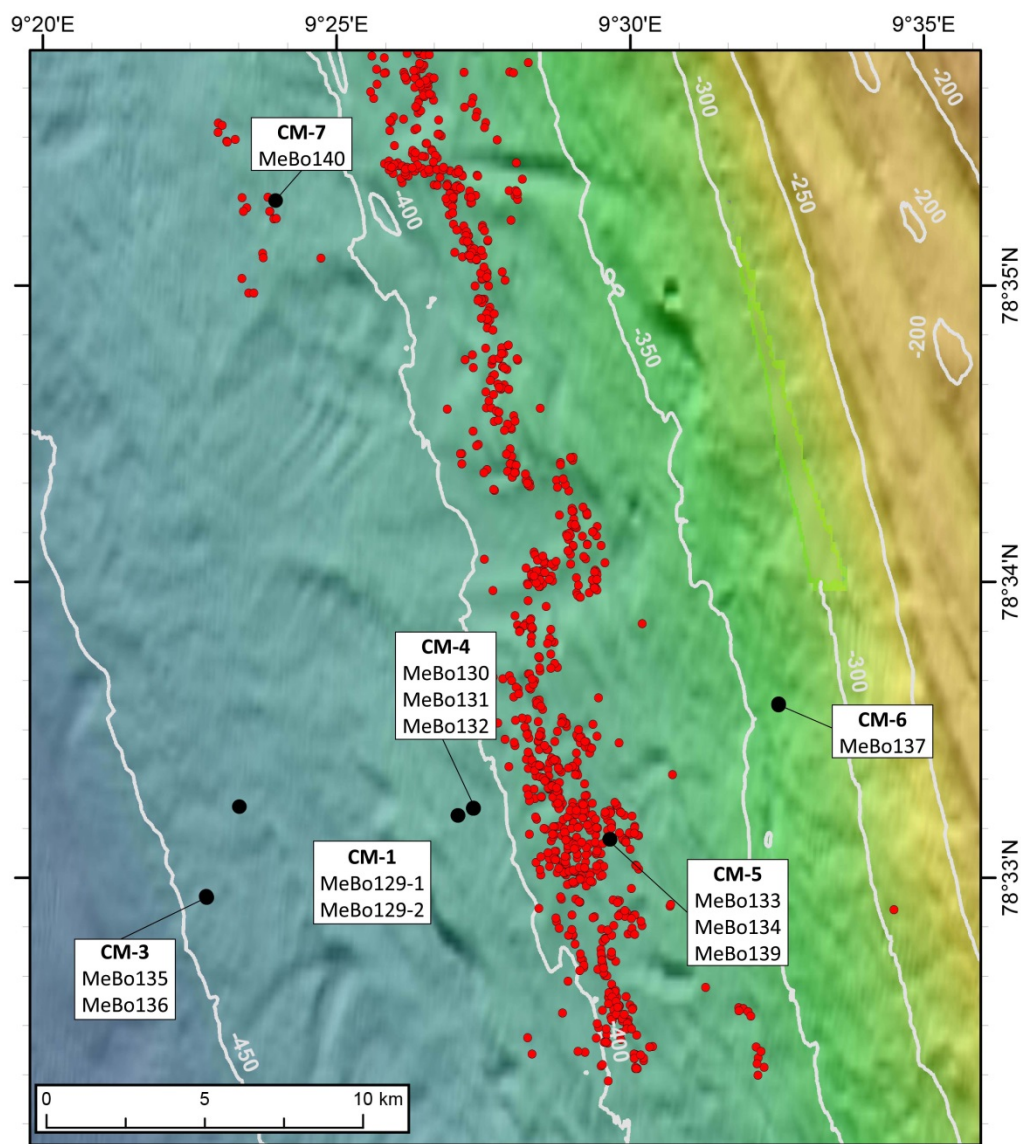 9°20'E
9°25'E
9°30'E
9°35'E
-200
-300
CM-7
MeBo140
-250
-400
-200
78°35'N
-350
-200
78°34'N
CM-4
MeBo130
MeBo131
MeBo132
-300
CM-6
MeBo137
CM-1
MeBo129-1
MeBo129-2
CM-5
MeBo133
MeBo134
MeBo139
78°33'N
CM-3
MeBo135
MeBo136
-400
-450
0
5
10 km